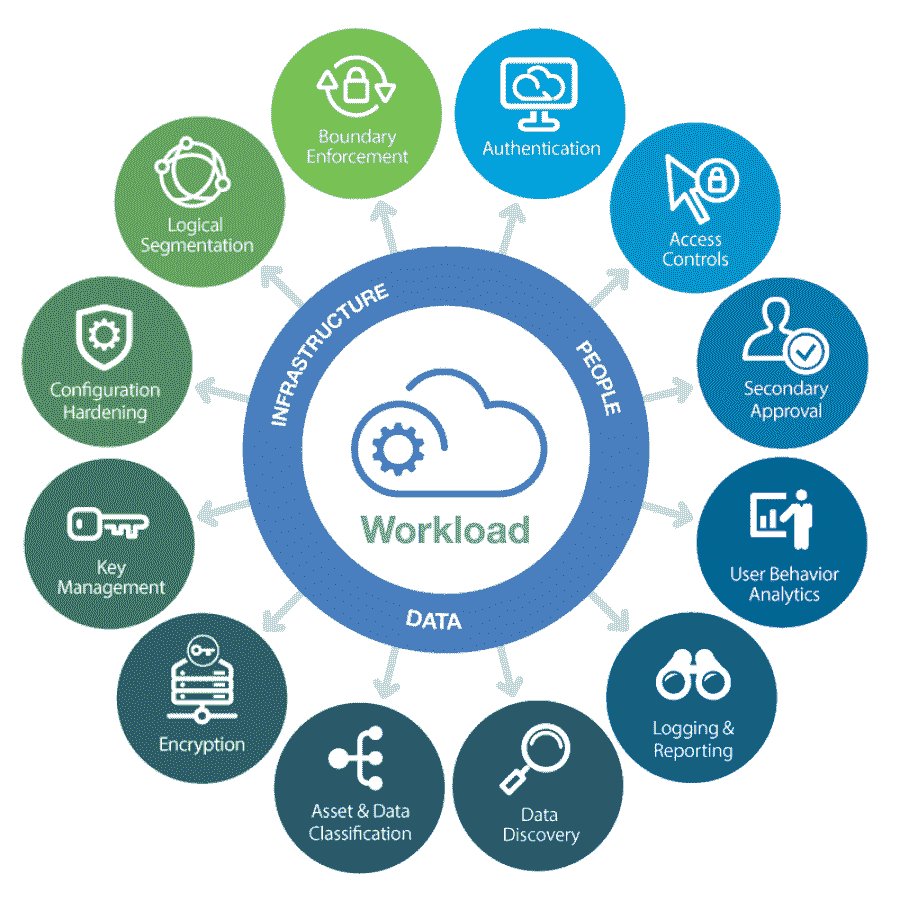 Boundary
Enforcement
Authentication
Access
Controls
Secondary
Approval
User Behavior
Analytics
Logging &
Reporting
Data
Discovery
Asset & Data
Classification
Encryption
Key
Management
Configuration
Hardening
Logical
Segmentation
INFRASTRUCTURE
PEOPLE
DATA
Workload